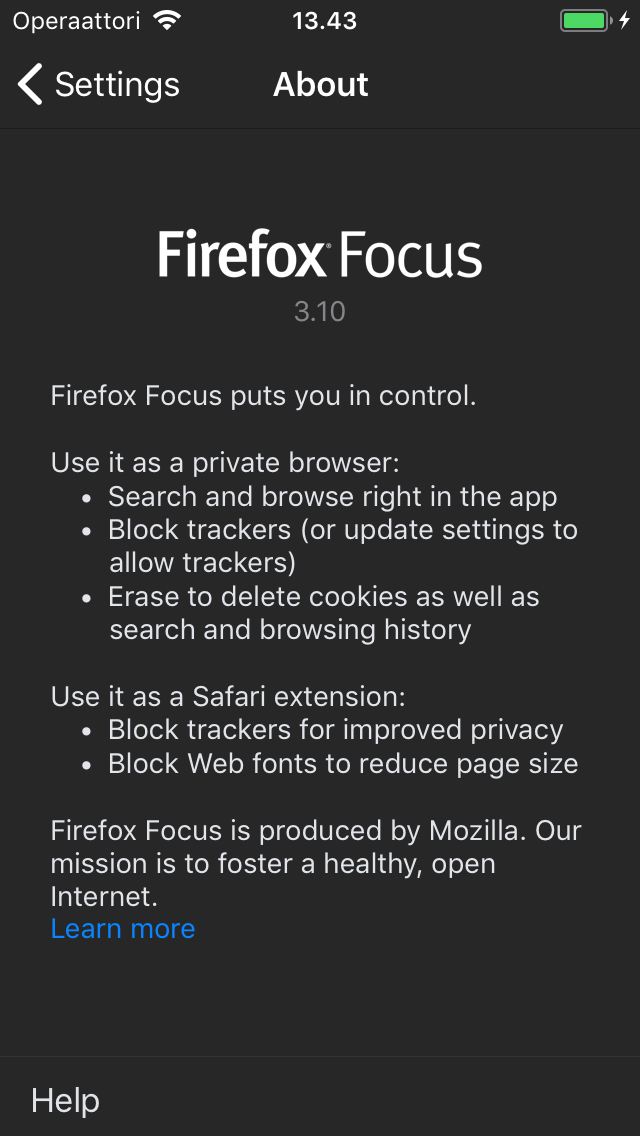 Operaattori 13.43
Settings About
Firefox Focus
3.10
Firefox Focus puts you in control.
Use it as a private browser:
• Search and browse right in the app
• Block trackers (or update settings to
allow trackers)
• Erase to delete cookies as well as
search and browsing history
Use it as a Safari extension:
• Block trackers for improved privacy
• Block Web fonts to reduce page size
Firefox Focus is produced by Mozilla. Our
mission is to foster a healthy, open
Internet.
Learn more
Help